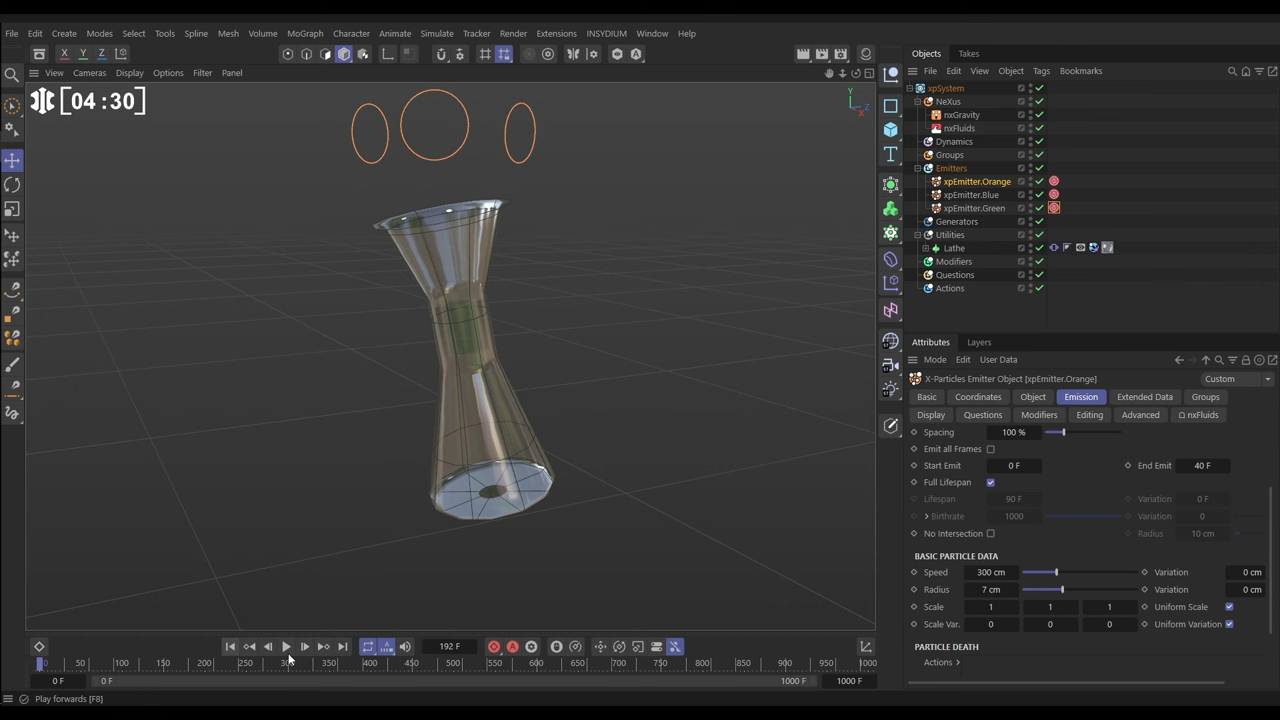 File Edit Create Modes Select Tools Spline Mesh Volume MoGraph Character Animate Simulate Tracker Render Extensions INSYDIUM Window Help
X Y Z
View Cameras Display Options Filter Panel
[04:30]
Y
Z
X
Objects Takes
File Edit View Object Tags Bookmarks
xpSystem
NeXus
nxGravity
nxFluids
Dynamics
Groups
Emitters
xpEmitter.Orange
xpEmitter.Blue
xpEmitter.Green
Generators
Utilities
Lathe
Modifiers
Questions
Actions
Attributes Layers
Mode Edit User Data
X-Particles Emitter Object [xpEmitter.Orange] Custom
Basic Coordinates Object Emission Extended Data Groups
Display Questions Modifiers Editing Advanced nxFluids
Spacing 100 %
Emit all Frames
Start Emit 0 F End Emit 40 F
Full Lifespan
Lifespan 90 F Variation 0 F
Birthrate 1000 Variation 0
No Intersection Radius 10 cm
BASIC PARTICLE DATA
Speed 300 cm Variation 0 cm
Radius 7 cm Variation 0 cm
Scale 1 1 1 Uniform Scale
Scale Var. 0 0 0 Uniform Variation
PARTICLE DEATH
Actions
192 F
0 50 100 150 200 250 300 350 400 450 500 550 600 650 700 750 800 850 900 950 1000
0 F 0 F 1000 F 1000 F
Play forwards [F8]